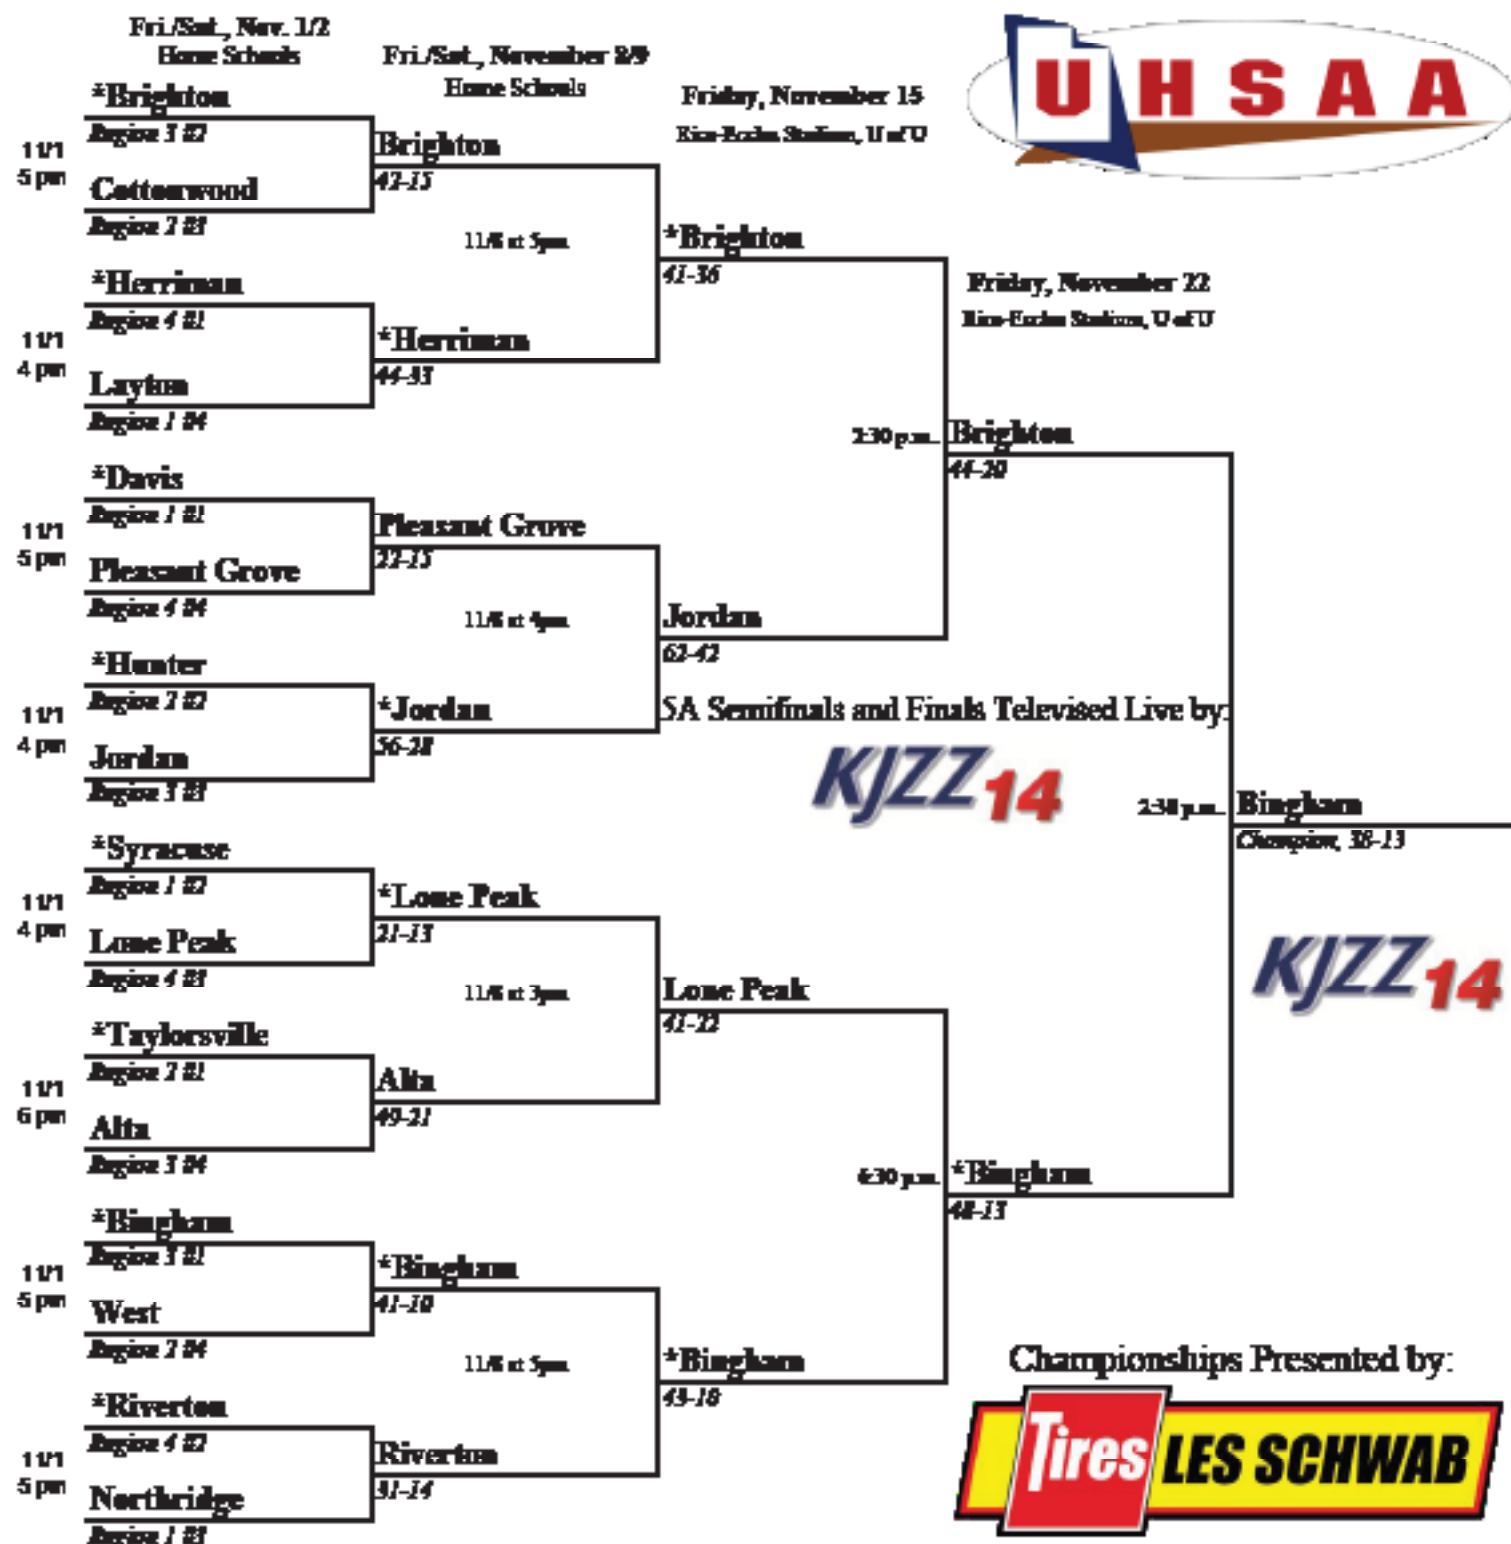 Fri./Sat., Nov. 1/2
Home Schools
Fri./Sat., November 8/9
Home Schools
Friday, November 15
Rice-Eccles Stadium, U of U
UHSAA
*Brighton
Region 3 #2
11/1
5 pm
Cottonwood
Region 2 #3
Brighton
42-15
11/8 at 5pm
*Herriman
Region 4 #1
11/1
4 pm
Layton
Region 1 #4
*Herriman
44-33
*Brighton
41-36
Friday, November 22
Rice-Eccles Stadium, U of U
*Davis
Region 1 #1
11/1
5 pm
Pleasant Grove
Region 4 #4
Pleasant Grove
22-15
11/8 at 4pm
*Hunter
Region 2 #2
11/1
4 pm
Jordan
Region 3 #3
*Jordan
56-28
Jordan
62-42
2:30 p.m.
Brighton
44-20
5A Semifinals and Finals Televised Live by:
KJZZ 14
*Syracuse
Region 1 #2
11/1
4 pm
Lone Peak
Region 4 #3
*Lone Peak
21-13
11/8 at 3pm
*Taylorsville
Region 2 #1
11/1
6 pm
Alta
Region 3 #4
Alta
49-21
Lone Peak
41-22
2:30 p.m.
Bingham
Champion,
KJZZ 14
*Bingham
Region 3 #1
11/1
5 pm
West
Region 2 #4
*Bingham
41-10
11/8 at 5pm
*Riverton
Region 4 #2
11/1
5 pm
Northridge
Region 1 #3
Riverton
31-14
*Bingham
6:30 p.m.
*Bingham
48-13
Championships Presented by:
Tires LES SCHWAB